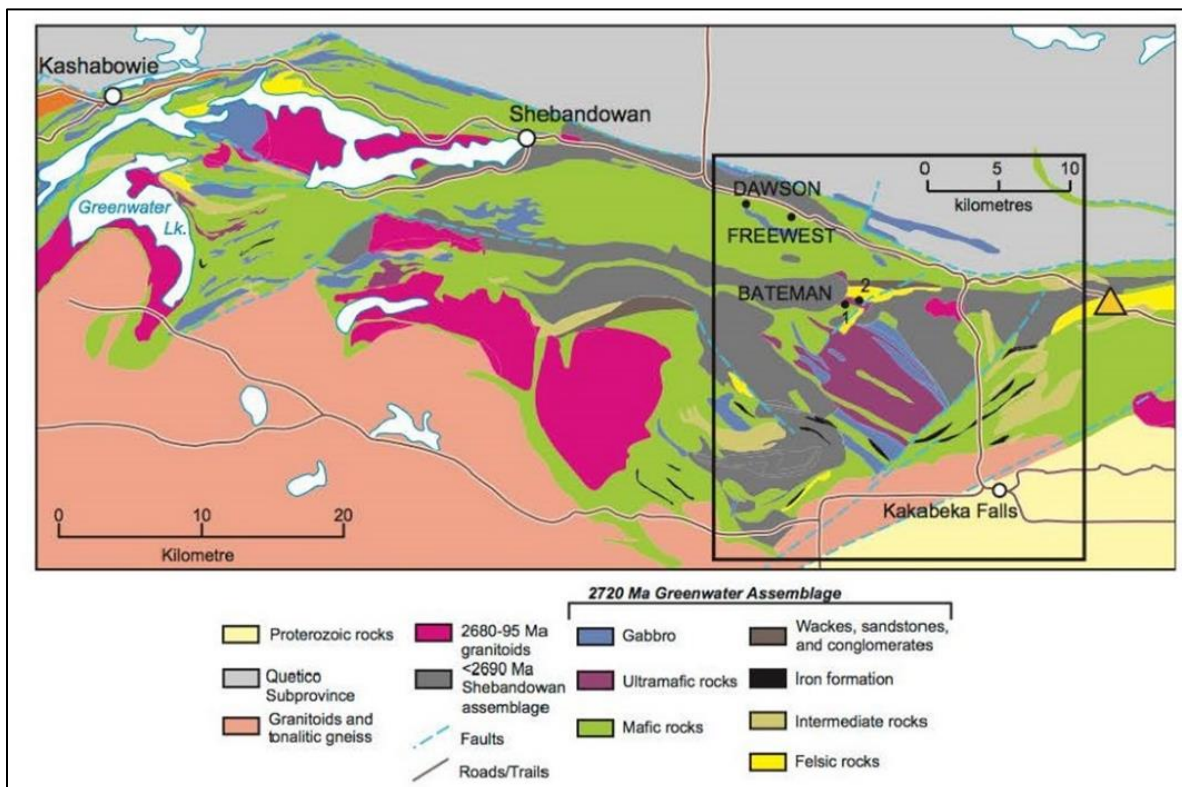 Kashabowie
Shebandowan
Greenwater
Lk.
0 5 10
kilometres
DAWSON
FREEWEST
BATEMAN
2
1
Kakabeka Falls
0 10 20
Kilometre
2720 Ma Greenwater Assemblage
Proterozoic rocks
Quetico
Subprovince
Granitoids and
tonalitic gneiss
2680-95 Ma
granitoids
<2690 Ma
Shebandowan
assemblage
Faults
Roads/Trails
Gabbro
Ultramafic rocks
Mafic rocks
Wackes, sandstones,
and conglomerates
Iron formation
Intermediate rocks
Felsic rocks